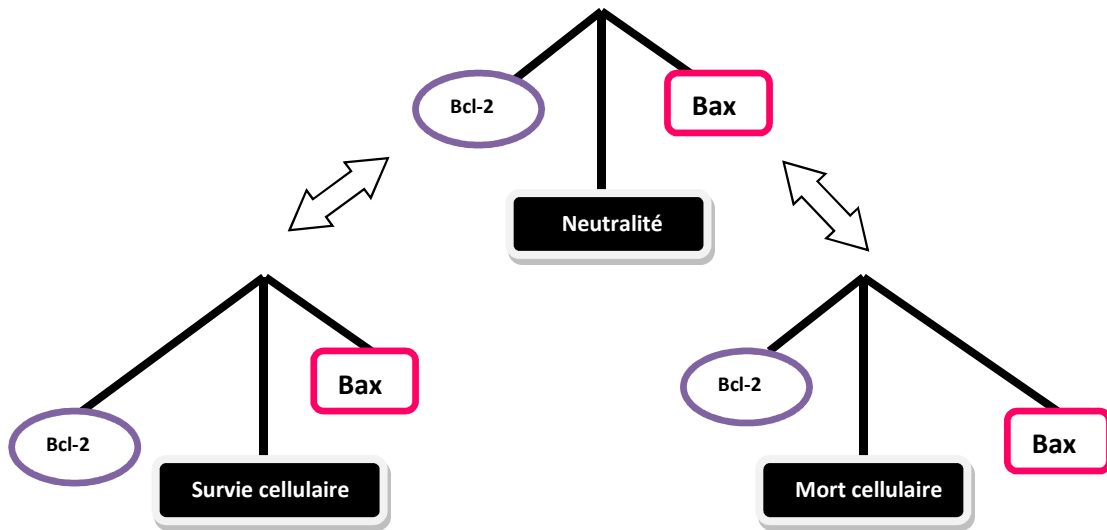 Bcl-2
Bax
Neutralité
Bax
Bcl-2
Survie cellulaire
Bcl-2
Bax
Mort cellulaire